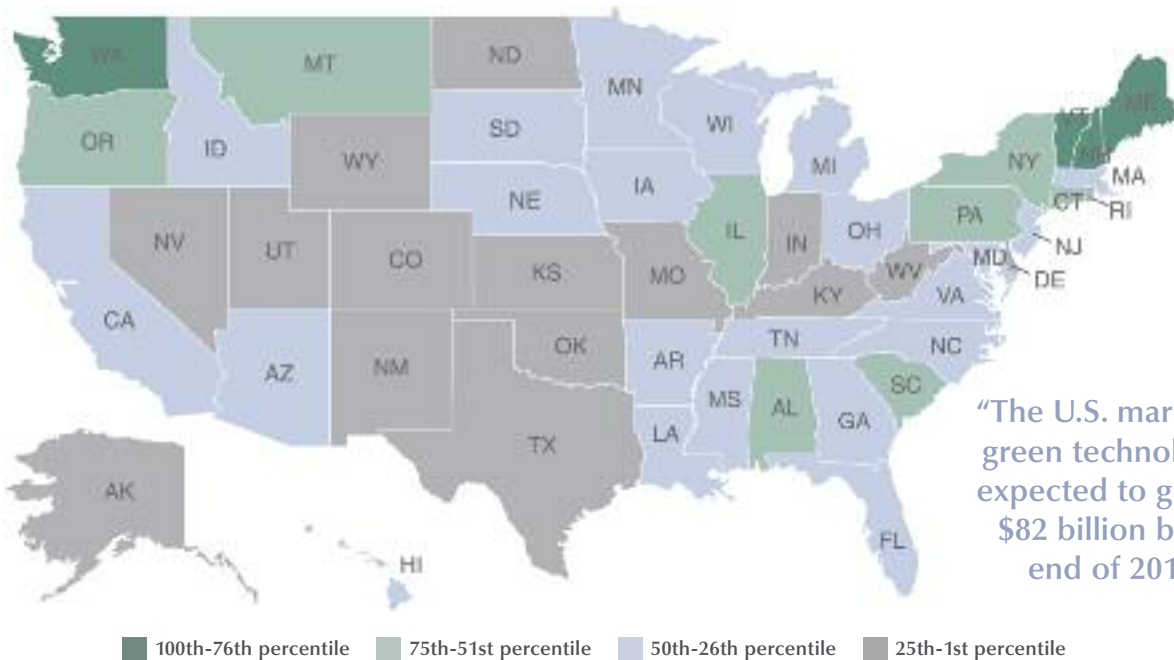 WA
MT
ND
MN
VT
ME
OR
ID
SD
WI
NH
WY
MI
NY
MA
IA
NE
CT
RI
PA
NV
UT
CO
IL
IN
OH
NJ
KS
MO
WV
MD
DE
CA
KY
VA
TN
NC
OK
AR
AZ
NM
SC
MS
AL
GA
LA
TX
“The U.S. mar
green technol
expected to g
$82 billion b
end of 201
AK
FL
HI
100th-76th percentile 75th-51st percentile 50th-26th percentile 25th-1st percentile